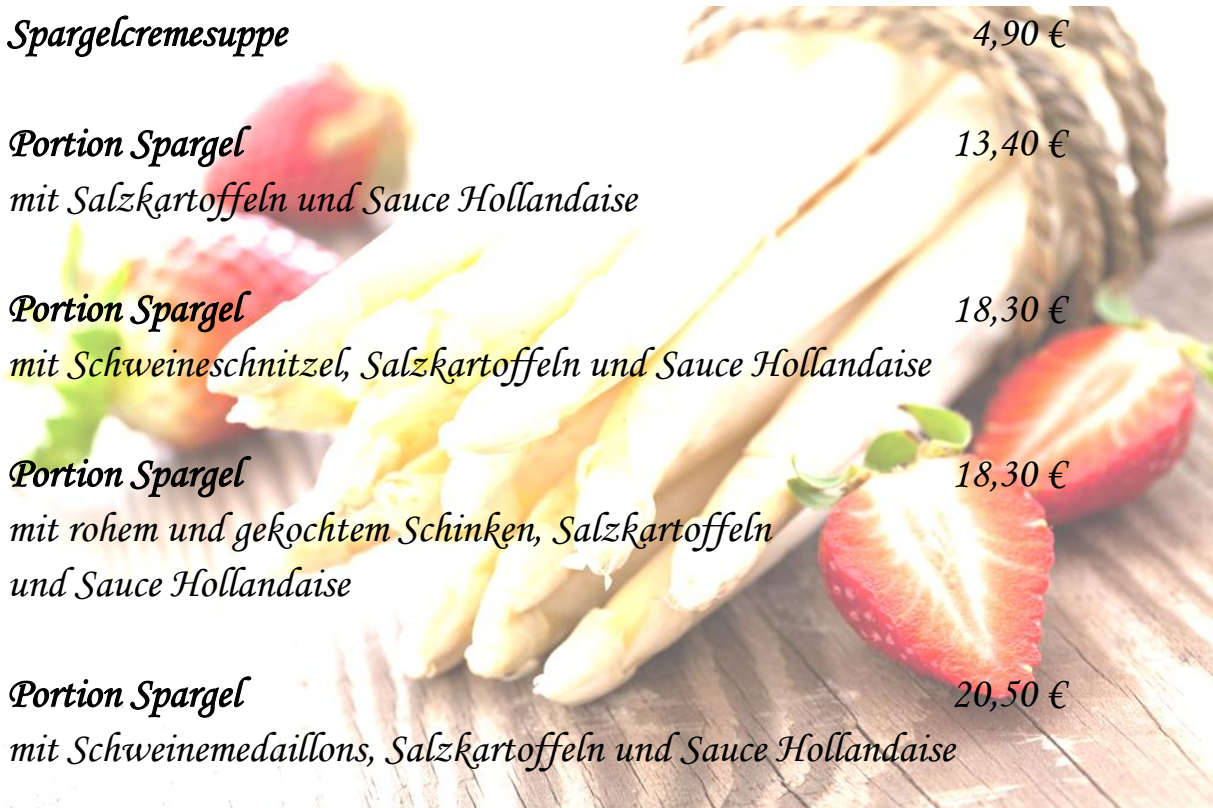 Spargelcremesuppe 4,90 €
Portion Spargel 13,40 €
mit Salzkartoffeln und Sauce Hollandaise
Portion Spargel 18,30 €
mit Schweineschnitzel, Salzkartoffeln und Sauce Hollandaise
Portion Spargel 18,30 €
mit rohem und gekochtem Schinken, Salzkartoffeln
und Sauce Hollandaise
Portion Spargel 20,50 €
mit Schweinemedaillons, Salzkartoffeln und Sauce Hollandaise